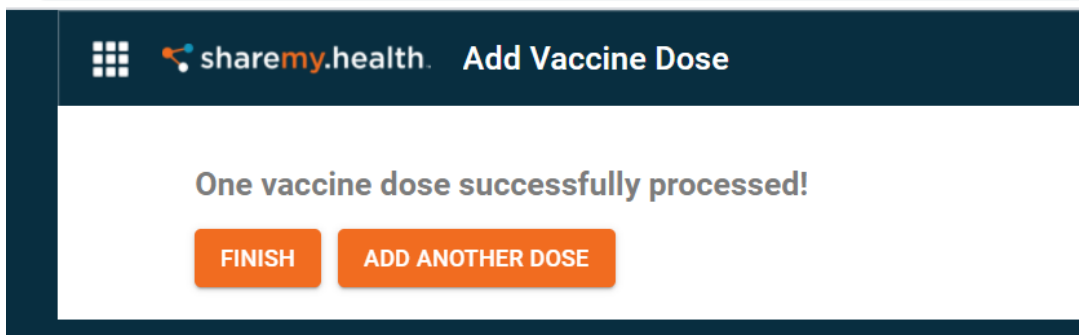 sharemy.health. Add Vaccine Dose
One vaccine dose successfully processed!
FINISH ADD ANOTHER DOSE